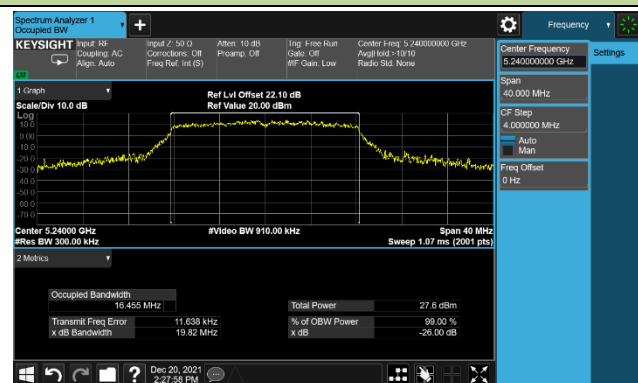 Spectrum Analyzer 1
Occupied BW
Frequency
KEYSIGHT
Input: RF
Coupling: AC
Align: Auto
Input Z: 50 Ω
Corrections: Off
Freq Ref: Int (S)
Atten: 10 dB
Preamp: Off
Trig: Free Run
Gate: Off
#IF Gain: Low
Center Freq: 5.240000000 GHz
Avg|Hold:>10/10
Radio Std: None
LXI
Center Frequency
5.240000000 GHz
Settings
Span
40.000 MHz
CF Step
4.000000 MHz
Auto
Man
Freq Offset
0 Hz
1 Graph
Scale/Div 10.0 dB
Ref Lvl Offset 22.10 dB
Ref Value 20.00 dBm
Log
10.0
0.00
-10.0
-20.0
-30.0
-40.0
-50.0
-60.0
-70.0
Center 5.24000 GHz
#Res BW 300.00 kHz
#Video BW 910.00 kHz
Span 40 MHz
Sweep 1.07 ms (2001 pts)
2 Metrics
Occupied Bandwidth
16.455 MHz
Total Power 27.6 dBm
Transmit Freq Error 11.638 kHz
% of OBW Power 99.00 %
x dB Bandwidth 19.82 MHz
x dB -26.00 dB
?
Dec 20, 2021
2:27:58 PM